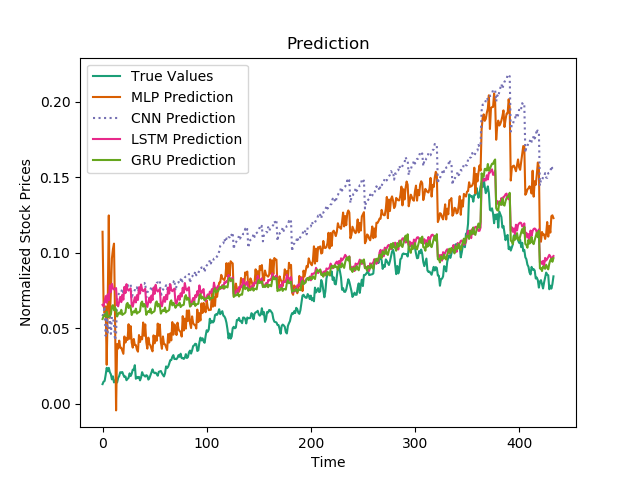 Prediction
True Values
MLP Prediction
CNN Prediction
LSTM Prediction
GRU Prediction
Normalized Stock Prices
0.20
0.15
0.10
0.05
0.00
0 100 200 300 400
Time